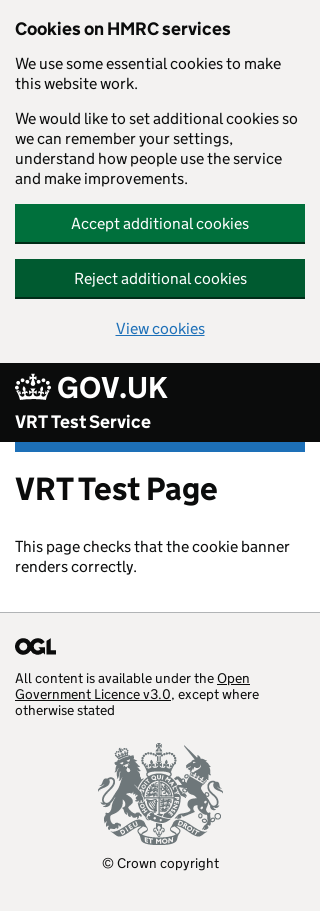 Cookies on HMRC services
We use some essential cookies to make
this website work.
We would like to set additional cookies so
we can remember your settings,
understand how people use the service
and make improvements.
Accept additional cookies
Reject additional cookies
View cookies
GOV.UK
VRT Test Service
VRT Test Page
This page checks that the cookie banner
renders correctly.
OGL
All content is available under the Open
Government Licence v3.0, except where
otherwise stated
DIEU ET MON DROIT
© Crown copyright